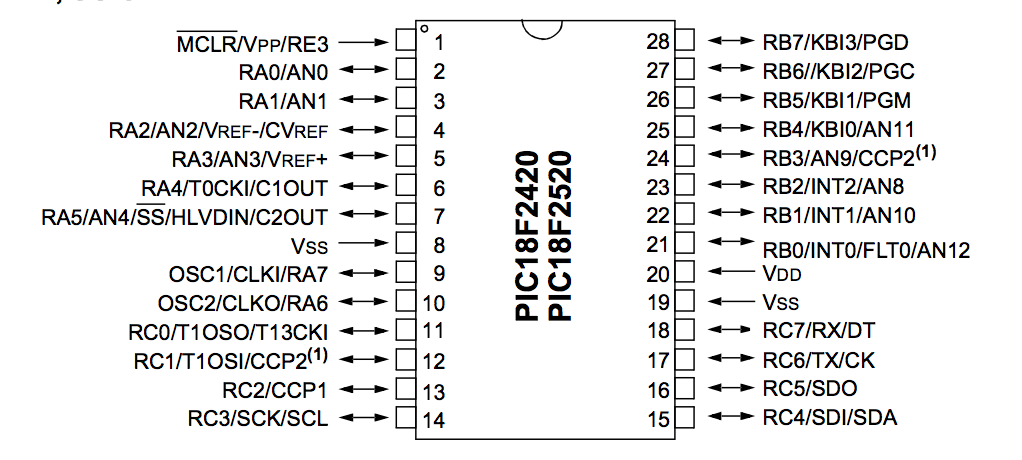 MCLR/VPP/RE3
RA0/AN0
RA1/AN1
RA2/AN2/VREF-/CVREF
RA3/AN3/VREF+
RA4/T0CKI/C1OUT
RA5/AN4/SS/HLVDIN/C2OUT
VSS
OSC1/CLKI/RA7
OSC2/CLKO/RA6
RC0/T1OSO/T13CKI
RC1/T1OSI/CCP2(1)
RC2/CCP1
RC3/SCK/SCL
1
2
3
4
5
6
7
8
9
10
11
12
13
14
PIC18F2420
PIC18F2520
28
27
26
25
24
23
22
21
20
19
18
17
16
15
RB7/KBI3/PGD
RB6//KBI2/PGC
RB5/KBI1/PGM
RB4/KBI0/AN11
RB3/AN9/CCP2(1)
RB2/INT2/AN8
RB1/INT1/AN10
RB0/INT0/FLT0/AN12
VDD
VSS
RC7/RX/DT
RC6/TX/CK
RC5/SDO
RC4/SDI/SDA